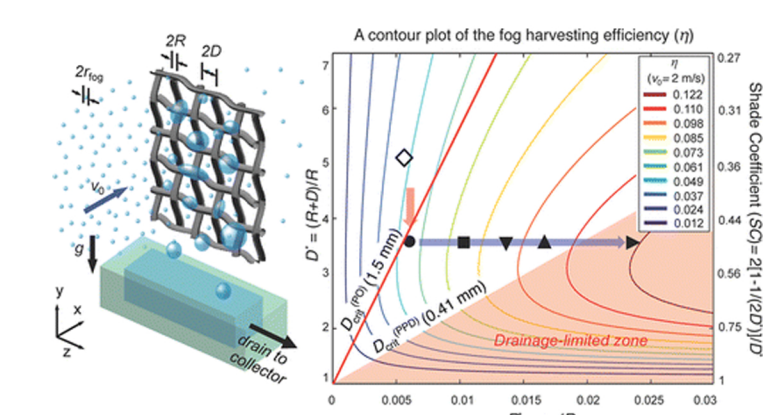 A contour plot of the fog harvesting efficiency (η)
2R
2D
2r_fog
v₀
g
y
x
z
drain to
collector
D* = (R+D)/R
7
6
5
4
3
2
1
0
0.005
0.01
0.015
0.02
0.025
0.03
η
(v₀= 2 m/s)
0.122
0.110
0.098
0.085
0.073
0.061
0.049
0.037
0.024
0.012
D_crit^(PO) (1.5 mm)
D_crit^(PPD) (0.41 mm)
Drainage-limited zone
0.27
0.31
0.36
0.44
0.56
0.75
1
Shade Coefficient (SC)= 2[1-1/(2D*)]/D*